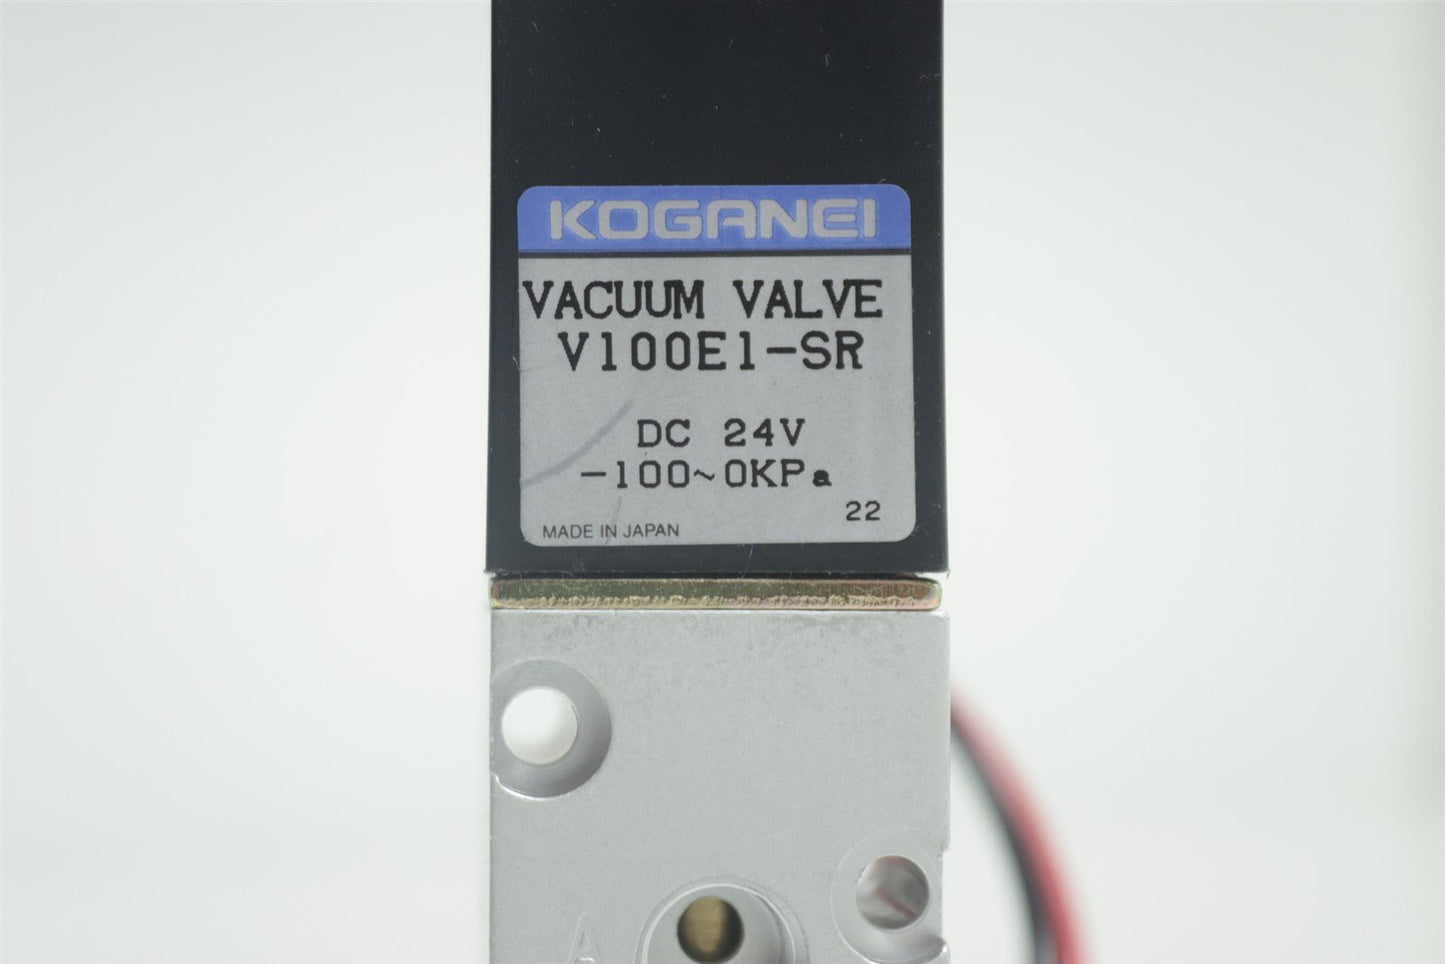 KOGANEI
VACUUM VALVE
V100E1-SR
DC 24V
-100~0KPa
22
MADE IN JAPAN
A